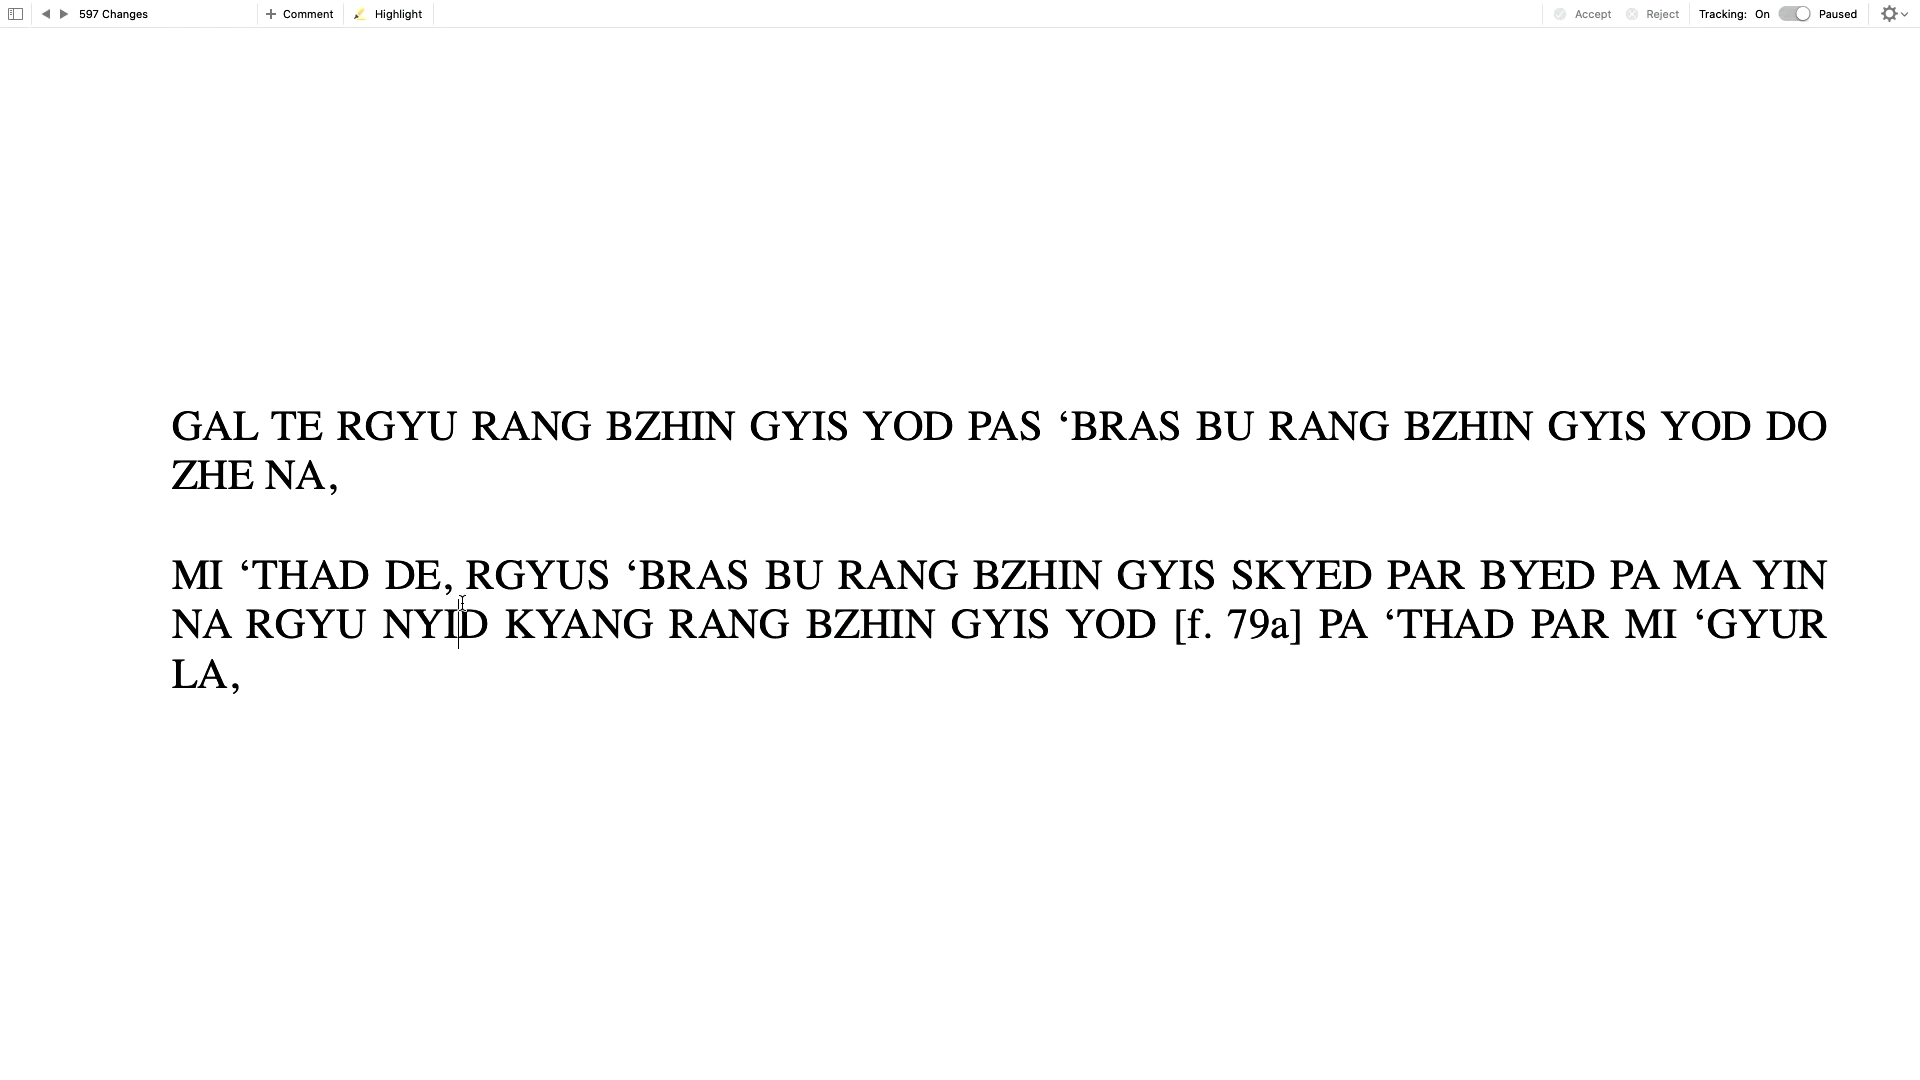 597 Changes
Comment
Highlight
Accept
Reject
Tracking: On
Paused
GAL TE RGYU RANG BZHIN GYIS YOD PAS ‘BRAS BU RANG BZHIN GYIS YOD DO
ZHE NA,
MI ‘THAD DE, RGYUS ‘BRAS BU RANG BZHIN GYIS SKYED PAR BYED PA MA YIN
NA RGYU NYID KYANG RANG BZHIN GYIS YOD [f. 79a] PA ‘THAD PAR MI ‘GYUR
LA,